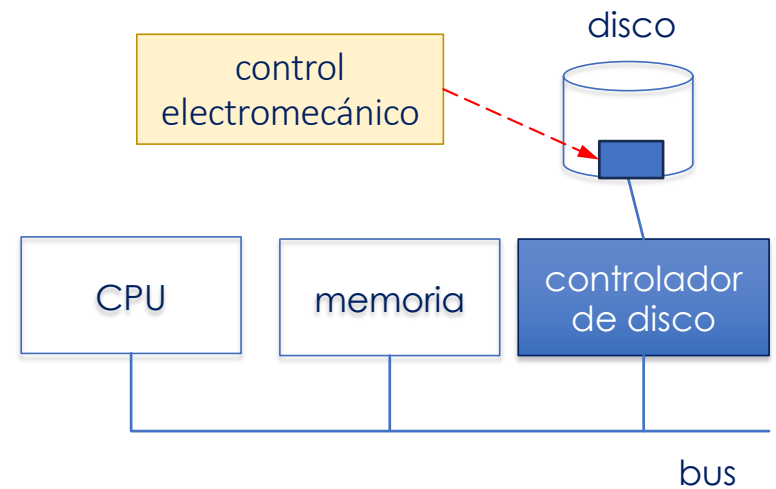 disco
control
electromecánico
CPU
memoria
controlador
de disco
bus